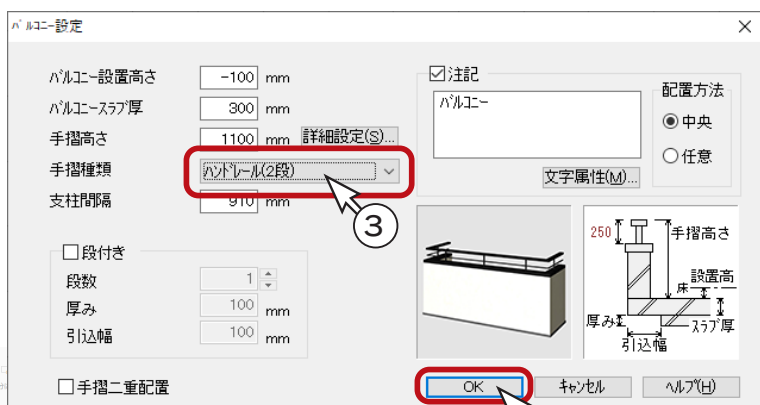 バルコニー設定
バルコニー設置高さ -100 mm
バルコニースラブ厚 300 mm
手摺高さ 1100 mm 詳細設定(S)...
手摺種類 ハンドレール(2段)
支柱間隔 910 mm
③
段付き
段数 1
厚み 100 mm
引込幅 100 mm
手摺二重配置
注記
バルコニー
文字属性(M)...
配置方法
中央
任意
250 手摺高さ
設置高
床
厚み スラブ厚
引込幅
OK キャンセル ヘルプ(H)